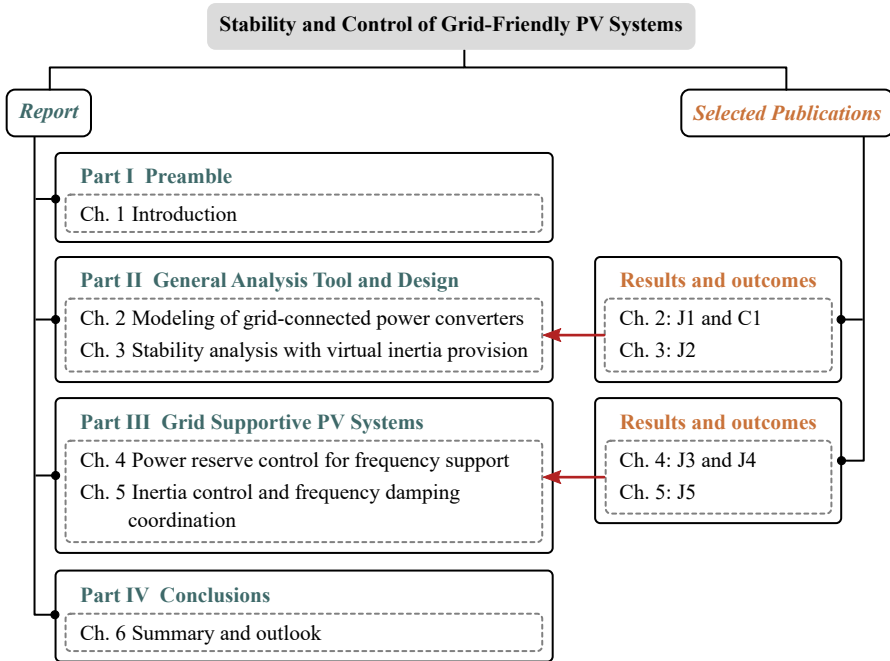 Stability and Control of Grid-Friendly PV Systems
Report
Selected Publications
Part I Preamble
Ch. 1 Introduction
Part II General Analysis Tool and Design
Ch. 2 Modeling of grid-connected power converters
Ch. 3 Stability analysis with virtual inertia provision
Results and outcomes
Ch. 2: J1 and C1
Ch. 3: J2
Part III Grid Supportive PV Systems
Ch. 4 Power reserve control for frequency support
Ch. 5 Inertia control and frequency damping
coordination
Results and outcomes
Ch. 4: J3 and J4
Ch. 5: J5
Part IV Conclusions
Ch. 6 Summary and outlook